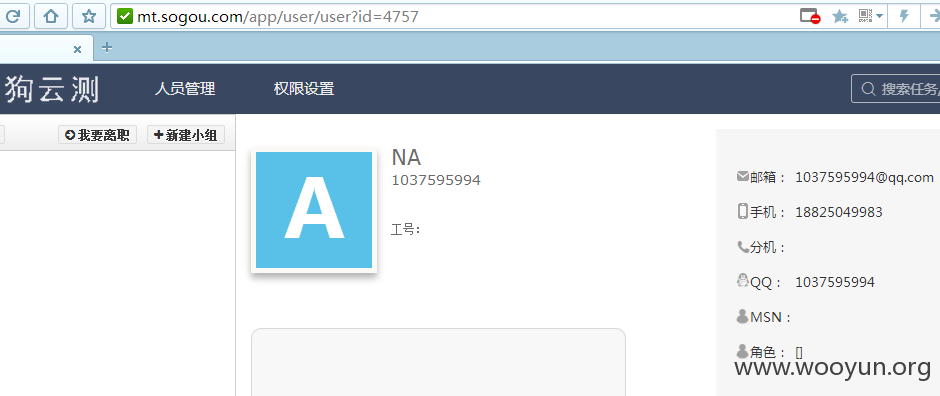 mt.sogou.com/app/user/user?id=4757
狗云测 人员管理 权限设置 搜索任务/
我要离职 新建小组
A
NA
1037595994
工号：
邮箱： 1037595994@qq.com
手机： 18825049983
分机：
QQ： 1037595994
MSN：
角色： []
www.wooyun.org